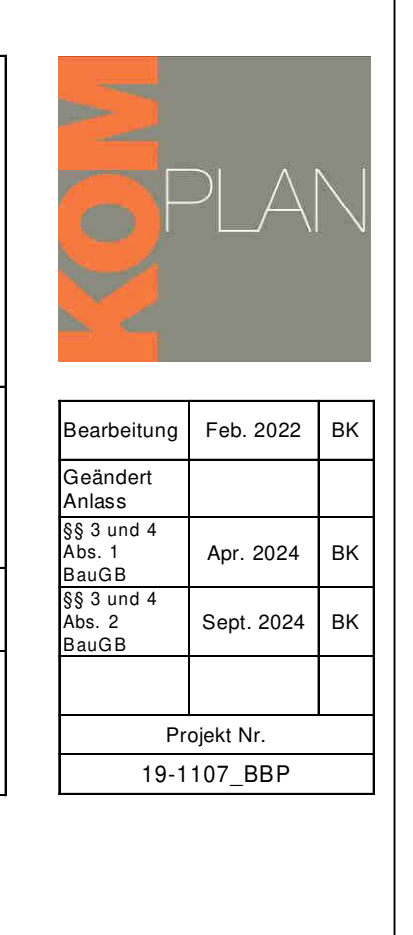 KOM
PLAN
Bearbeitung Feb. 2022 BK
Geändert
Anlass
§§ 3 und 4
Abs. 1 Apr. 2024 BK
BauGB
§§ 3 und 4
Abs. 2 Sept. 2024 BK
BauGB
Projekt Nr.
19-1107_BBP